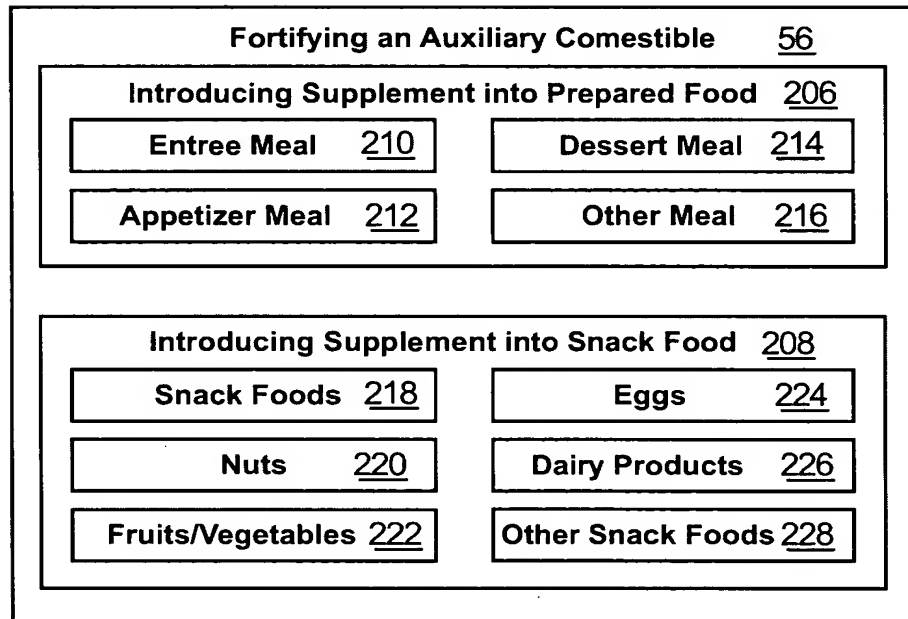 Fortifying an Auxiliary Comestible 56
Introducing Supplement into Prepared Food 206
Entree Meal 210
Dessert Meal 214
Appetizer Meal 212
Other Meal 216
Introducing Supplement into Snack Food 208
Snack Foods 218
Eggs 224
Nuts 220
Dairy Products 226
Fruits/Vegetables 222
Other Snack Foods 228